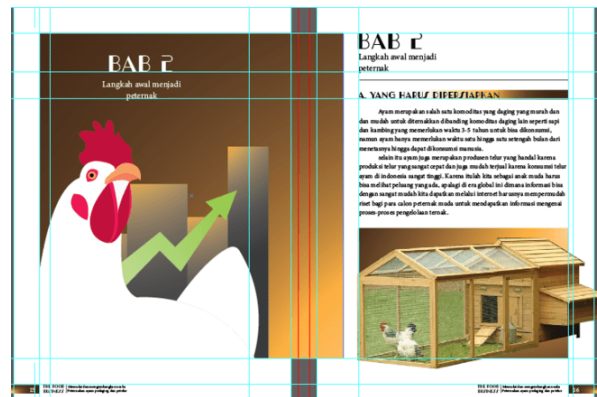 BAB 2
Langkah awal menjadi
peternak
BAB 2
Langkah awal menjadi
peternak
A. YANG HARUS DIPERSIAPKAN
Ayam merupakan salah satu komoditas yang daging yang murah dan
dan mudah untuk diternakkan dibanding komoditas daging lain seperti sapi
dan kambing yang memerlukan waktu 3-5 tahun untuk bisa dikonsumsi,
namun ayam hanya memerlukan waktu satu hingga satu setengah bulan dari
menetasnya hingga dapat dikonsumsi manusia.
selain itu ayam juga merupakan produsen telur yang handal karena
produksi telur yang sangat cepat dan juga mudah terjual karena konsumsi telur
ayam di indonesia sangat tinggi. Karena itulah kita sebagai anak muda harus
bisa melihat peluang yang ada, apalagi di era global ini dimana informasi bisa
dengan sangat mudah kita dapatkan melalui internet harusnya mempermudah
riset bagi para calon peternak muda untuk mendapatkan informasi mengenai
proses-proses pengelolaan ternak.